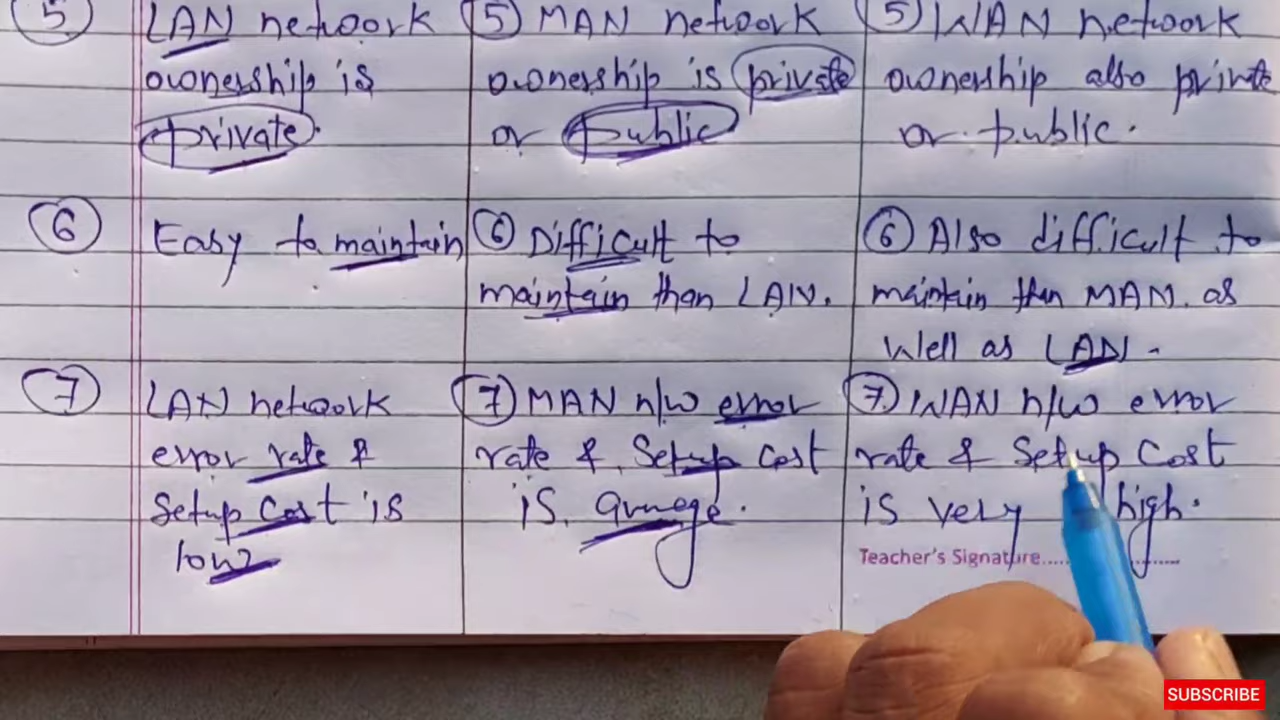 5
LAN network
ownership is
private.
5 MAN network
ownership is private
or public
5 WAN network
ownership also private
or public.
6
Easy to maintain
6 Difficult to
maintain than LAN.
6 Also difficult to
maintain then MAN. as
well as LAN.
7
LAN network
error rate &
Setup Cost is
low
7 MAN n/w error
rate & Setup Cost
is
7 WAN n/w error
rate & Setup Cost
is very high.
Teacher's Signature
SUBSCRIBE